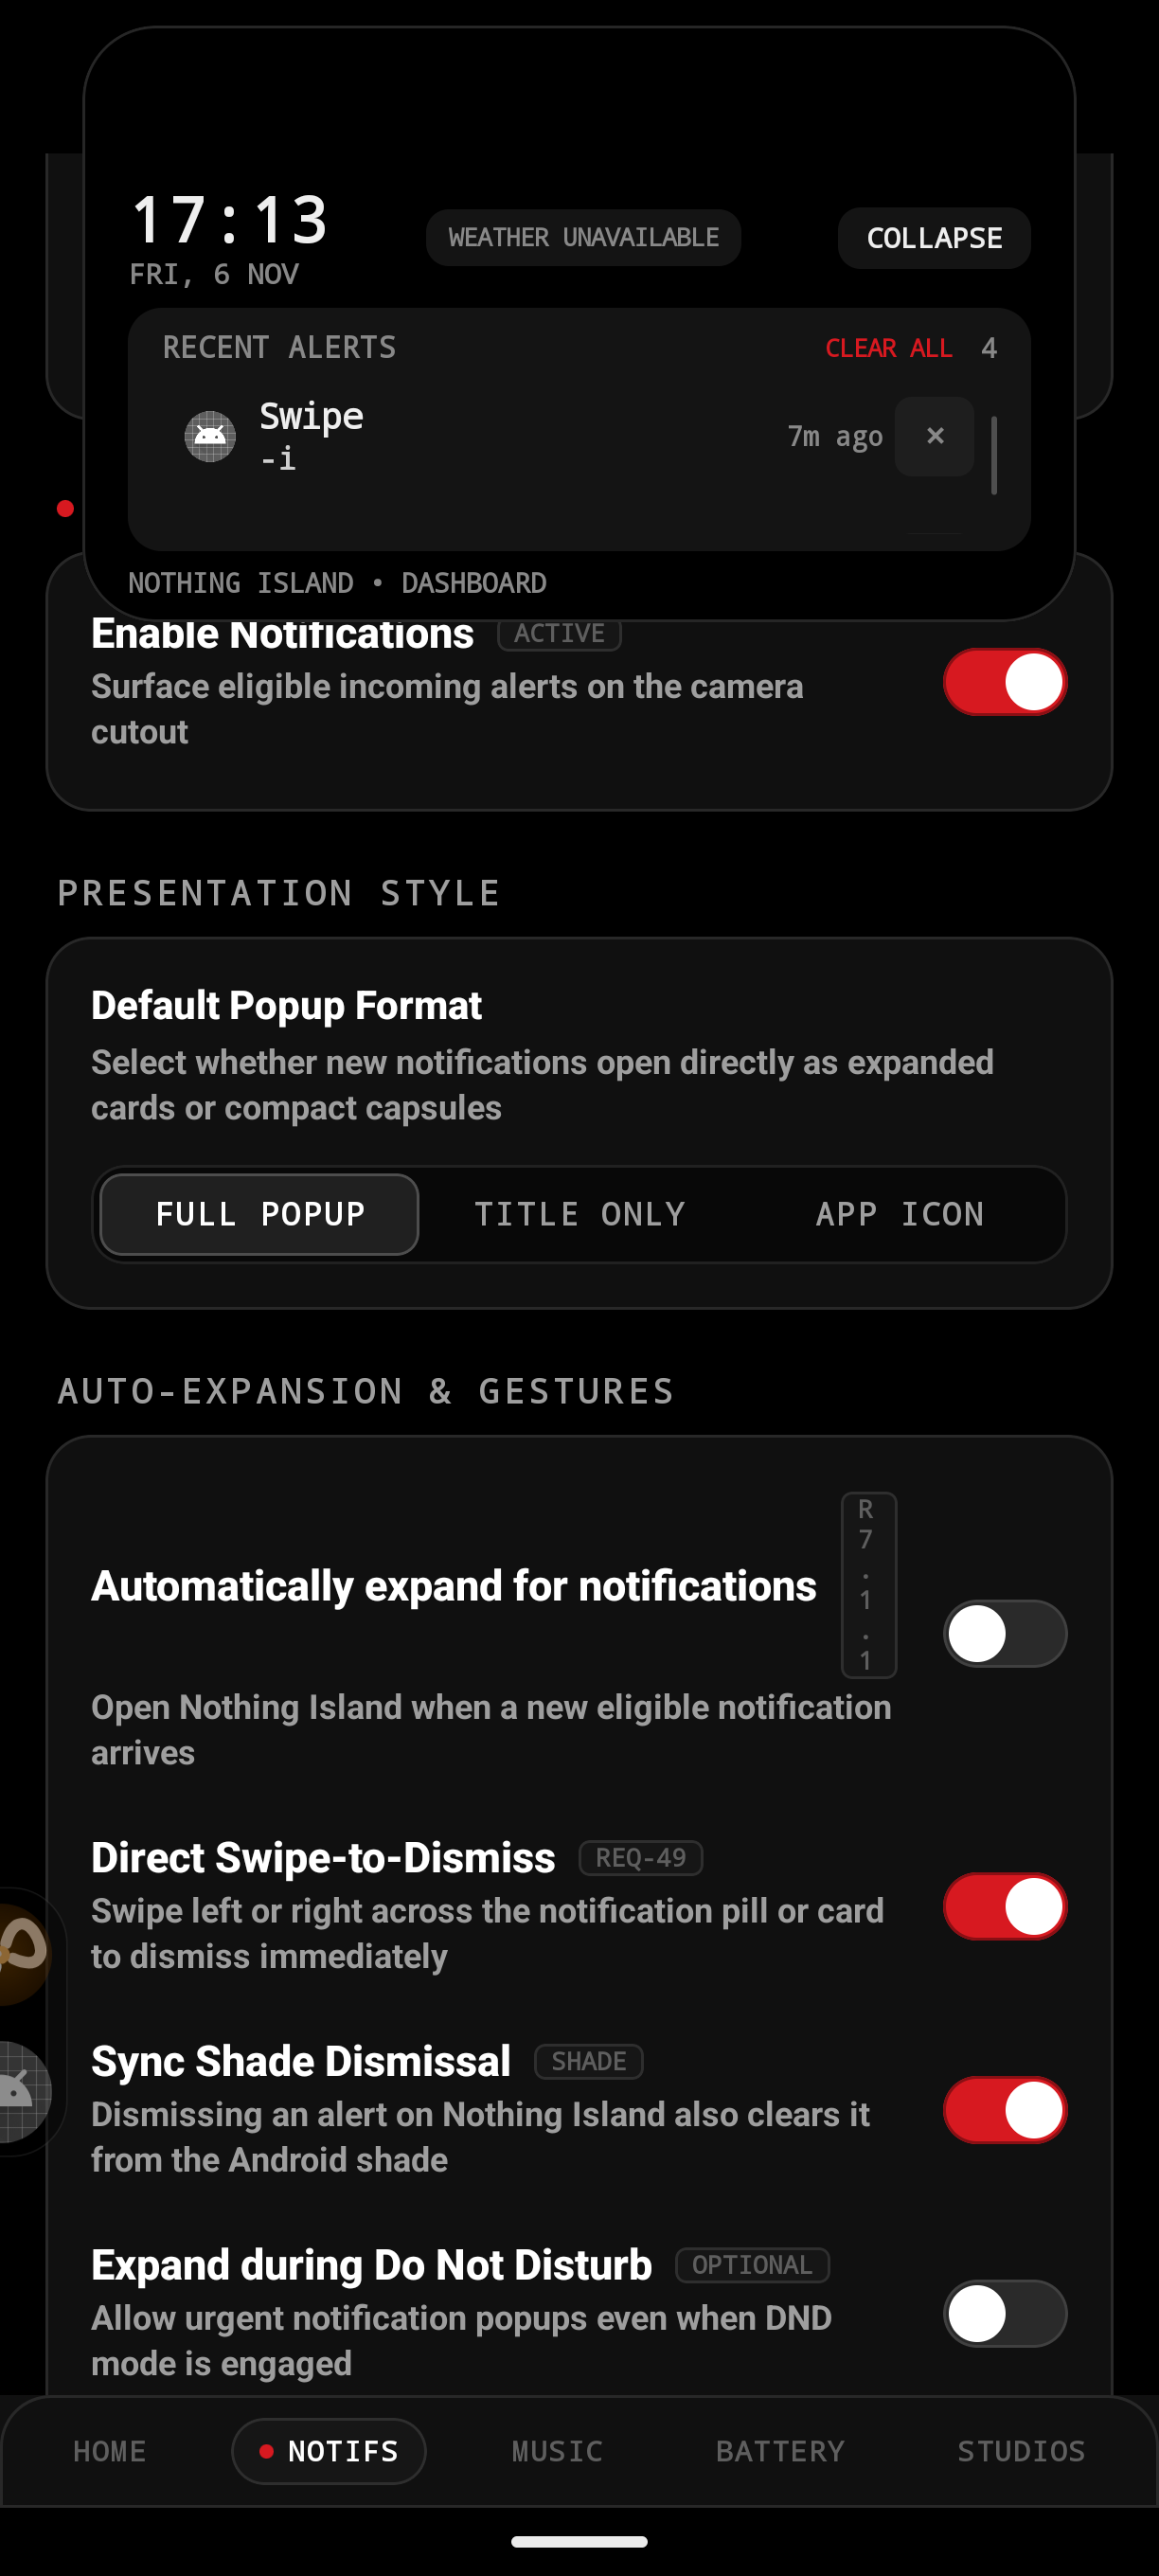 17:13
FRI, 6 NOV
WEATHER UNAVAILABLE
COLLAPSE
RECENT ALERTS
CLEAR ALL 4
Swipe
-i
7m ago ×
NOTHING ISLAND • DASHBOARD
Enable Notifications ACTIVE
Surface eligible incoming alerts on the camera
cutout
PRESENTATION STYLE
Default Popup Format
Select whether new notifications open directly as expanded
cards or compact capsules
FULL POPUP TITLE ONLY APP ICON
AUTO-EXPANSION & GESTURES
Automatically expand for notifications
R
7
.
1
.
1
Open Nothing Island when a new eligible notification
arrives
Direct Swipe-to-Dismiss REQ-49
Swipe left or right across the notification pill or card
to dismiss immediately
Sync Shade Dismissal SHADE
Dismissing an alert on Nothing Island also clears it
from the Android shade
Expand during Do Not Disturb OPTIONAL
Allow urgent notification popups even when DND
mode is engaged
HOME NOTIFS MUSIC BATTERY STUDIOS